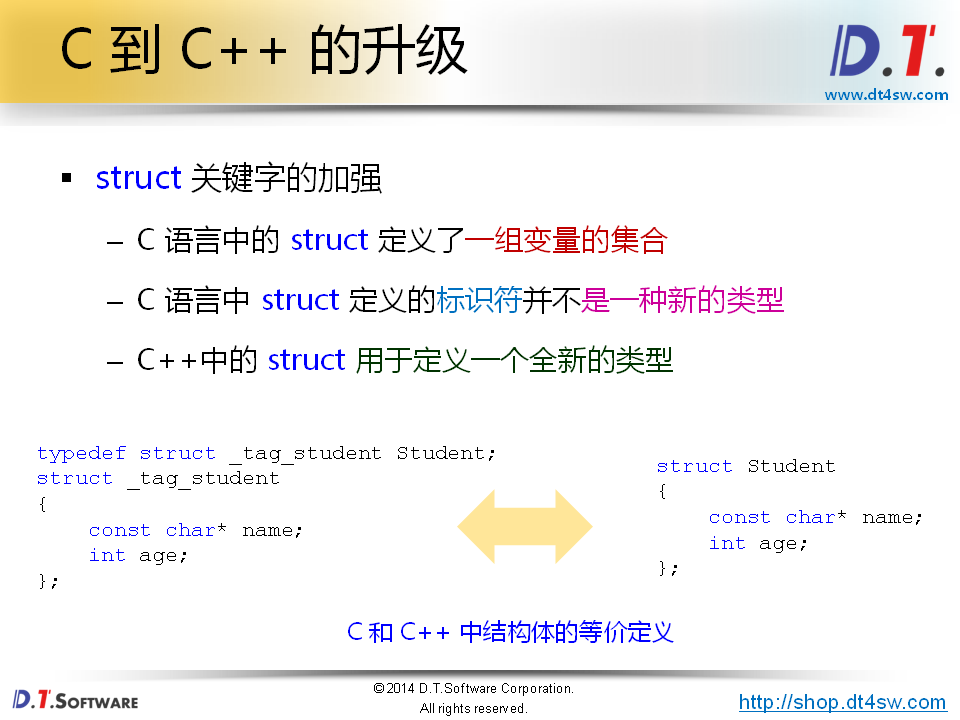 C 到 C++ 的升级
D.T.
www.dt4sw.com
struct 关键字的加强
– C 语言中的 struct 定义了一组变量的集合
– C 语言中 struct 定义的标识符并不是一种新的类型
– C++中的 struct 用于定义一个全新的类型
typedef struct _tag_student Student;
struct _tag_student
{
    const char* name;
    int age;
};
struct Student
{
    const char* name;
    int age;
};
C 和 C++ 中结构体的等价定义
D.T.SOFTWARE
©2014 D.T.Software Corporation.
All rights reserved.
http://shop.dt4sw.com